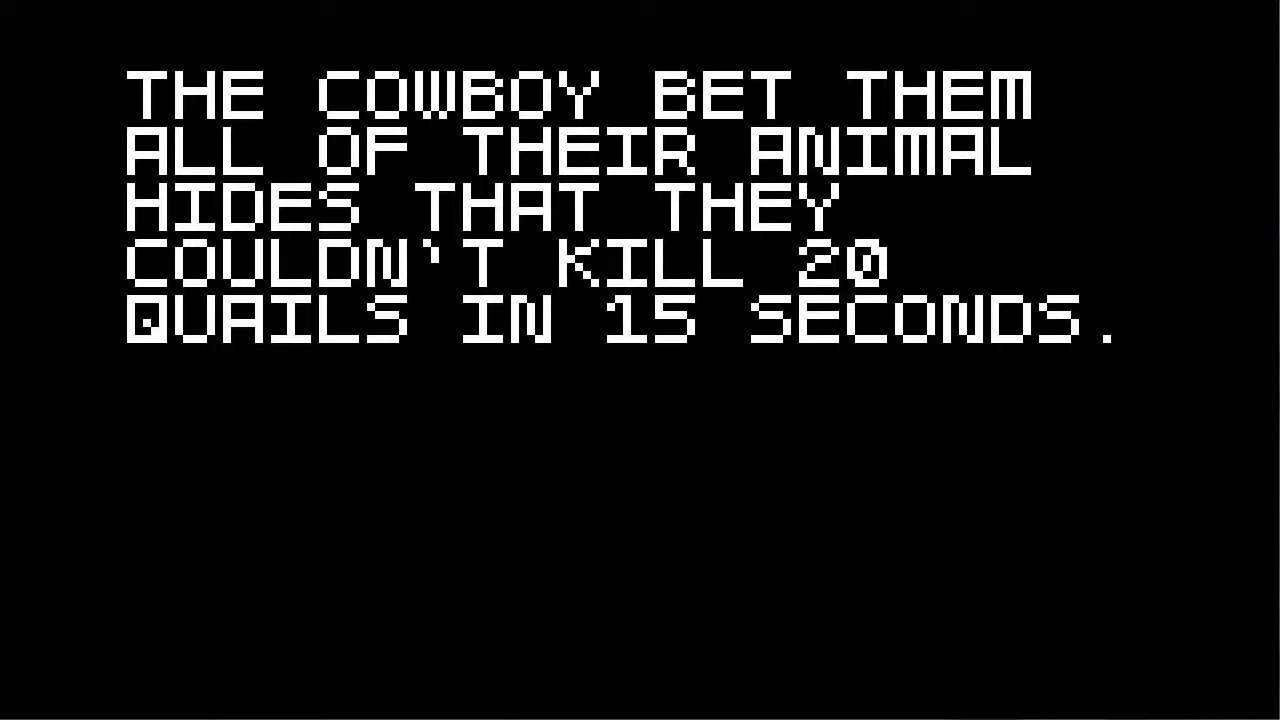 THE COWBOY BET THEM
ALL OF THEIR ANIMAL
HIDES THAT THEY
COULDN'T KILL 20
QUAILS IN 15 SECONDS.